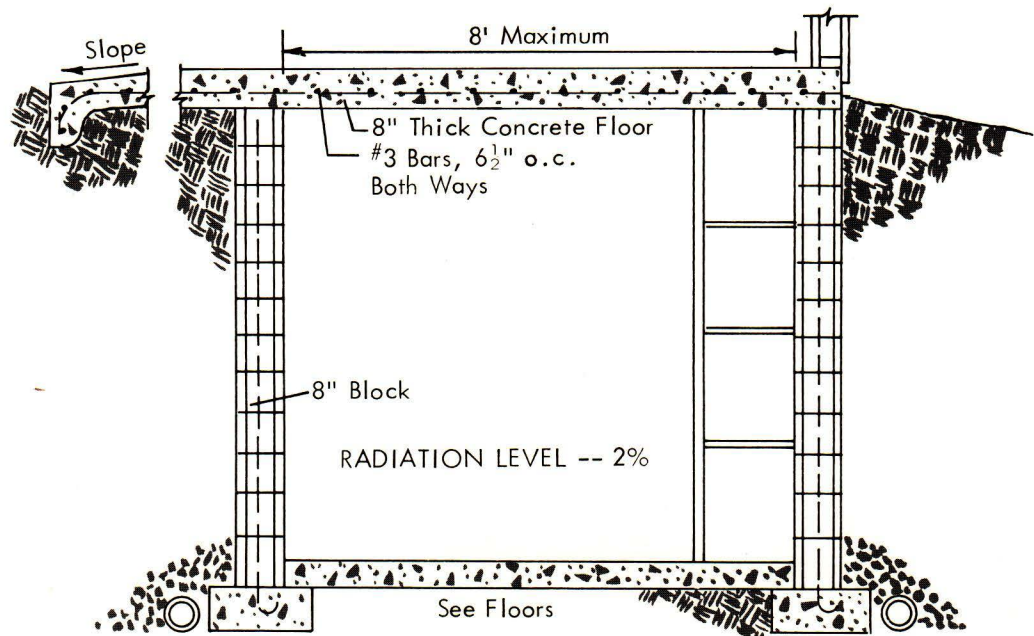 Slope
8' Maximum
8" Thick Concrete Floor
#3 Bars, 6½" o.c.
Both Ways
8" Block
RADIATION LEVEL -- 2%
See Floors